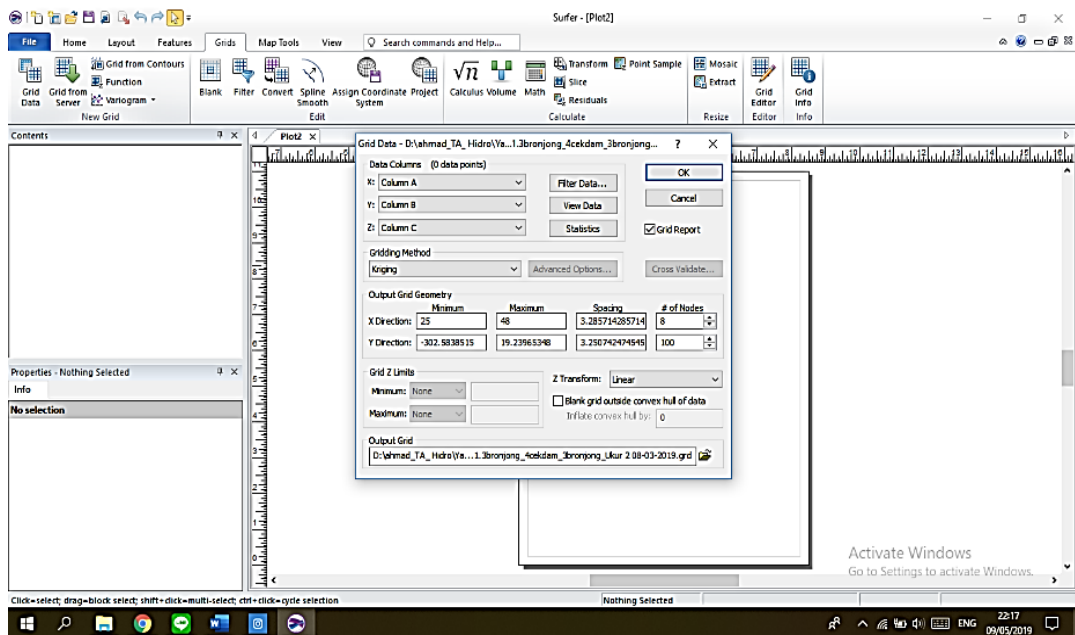 Surfer - [Plot2]
File Home Layout Features Grids Map Tools View Search commands and Help...
Grid Data
Grid from Server
Grid from Contours
Function
Variogram
New Grid
Blank
Filter
Convert
Spline Smooth
Assign Coordinate System
Project
Edit
Calculus
Volume
Math
Transform
Slice
Residuals
Point Sample
Calculate
Mosaic
Extract
Resize
Grid Editor
Editor
Grid Info
Info
Contents
Plot2
Properties - Nothing Selected
Info
No selection
Grid Data - D:\ahmad_TA_ Hidro\Ya...1.3bronjong_4cekdam_3bronjong... ?
Data Columns (0 data points)
X: Column A
Y: Column B
Z: Column C
Filter Data...
View Data
Statistics
OK
Cancel
Grid Report
Gridding Method
Kriging
Advanced Options...
Cross Validate...
Output Grid Geometry
Minimum Maximum Spacing # of Nodes
X Direction: 25 48 3.285714285714 8
Y Direction: -302.5838515 19.23965348 3.250742474545 100
Grid Z Limits
Minimum: None
Maximum: None
Z Transform: Linear
Blank grid outside convex hull of data
Inflate convex hull by: 0
Output Grid
D:\ahmad_TA_ Hidro\Ya...1.3bronjong_4cekdam_3bronjong_Ukur 2 08-03-2019.grd
Activate Windows
Go to Settings to activate Windows.
Click=select; drag=block select; shift+click=multi-select; ctrl+click=cycle selection
Nothing Selected
ENG
22:17
09/05/2019